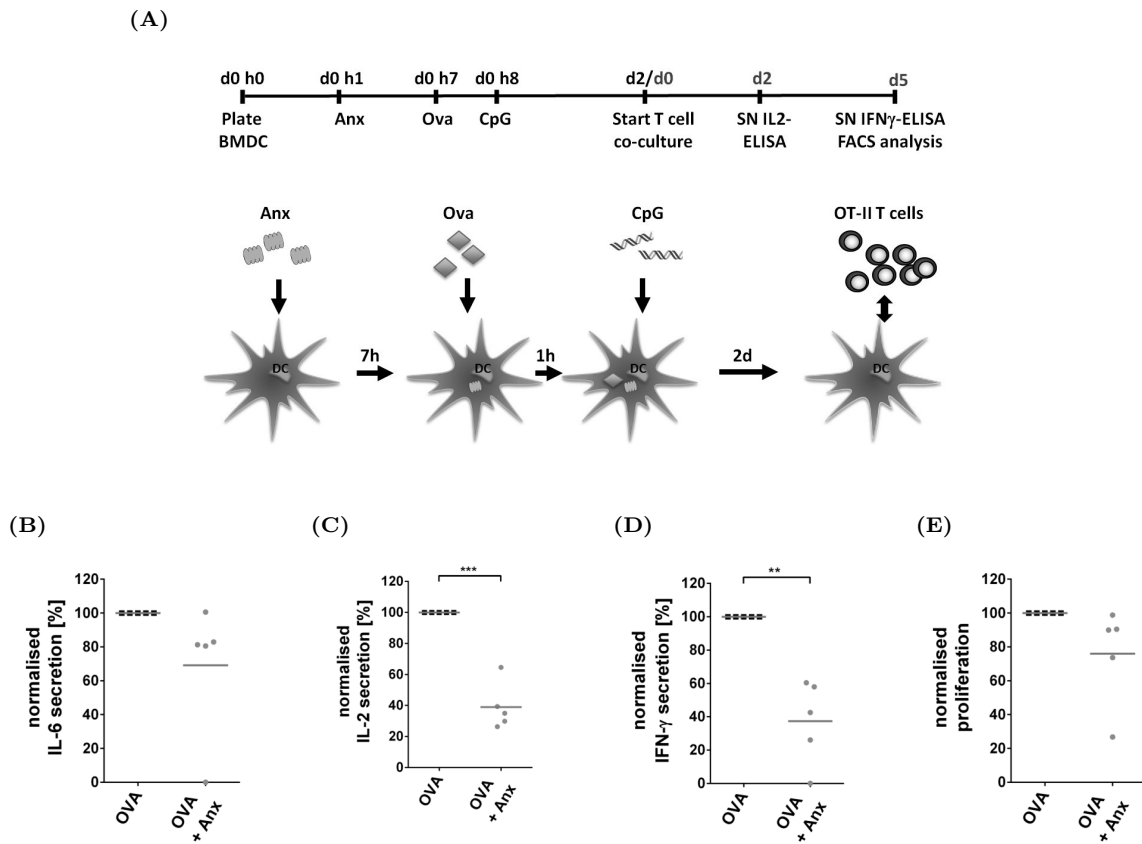 (A)
d0 h0 d0 h1 d0 h7 d0 h8 d2/d0 d2 d5
Plate Anx Ova CpG Start T cell SN IL2- SN IFNγ-ELISA
BMDC co-culture ELISA FACS analysis
Anx Ova CpG OT-II T cells
7h 1h 2d
DC DC DC DC
(B)
normalised
IL-6 secretion [%]
120
100
80
60
40
20
0
OVA
OVA
+ Anx
(C)
normalised
IL-2 secretion [%]
120
100
80
60
40
20
0
***
OVA
OVA
+ Anx
(D)
normalised
IFN-γ secretion [%]
120
100
80
60
40
20
0
**
OVA
OVA
+ Anx
(E)
normalised
proliferation
120
100
80
60
40
20
0
OVA
OVA
+ Anx